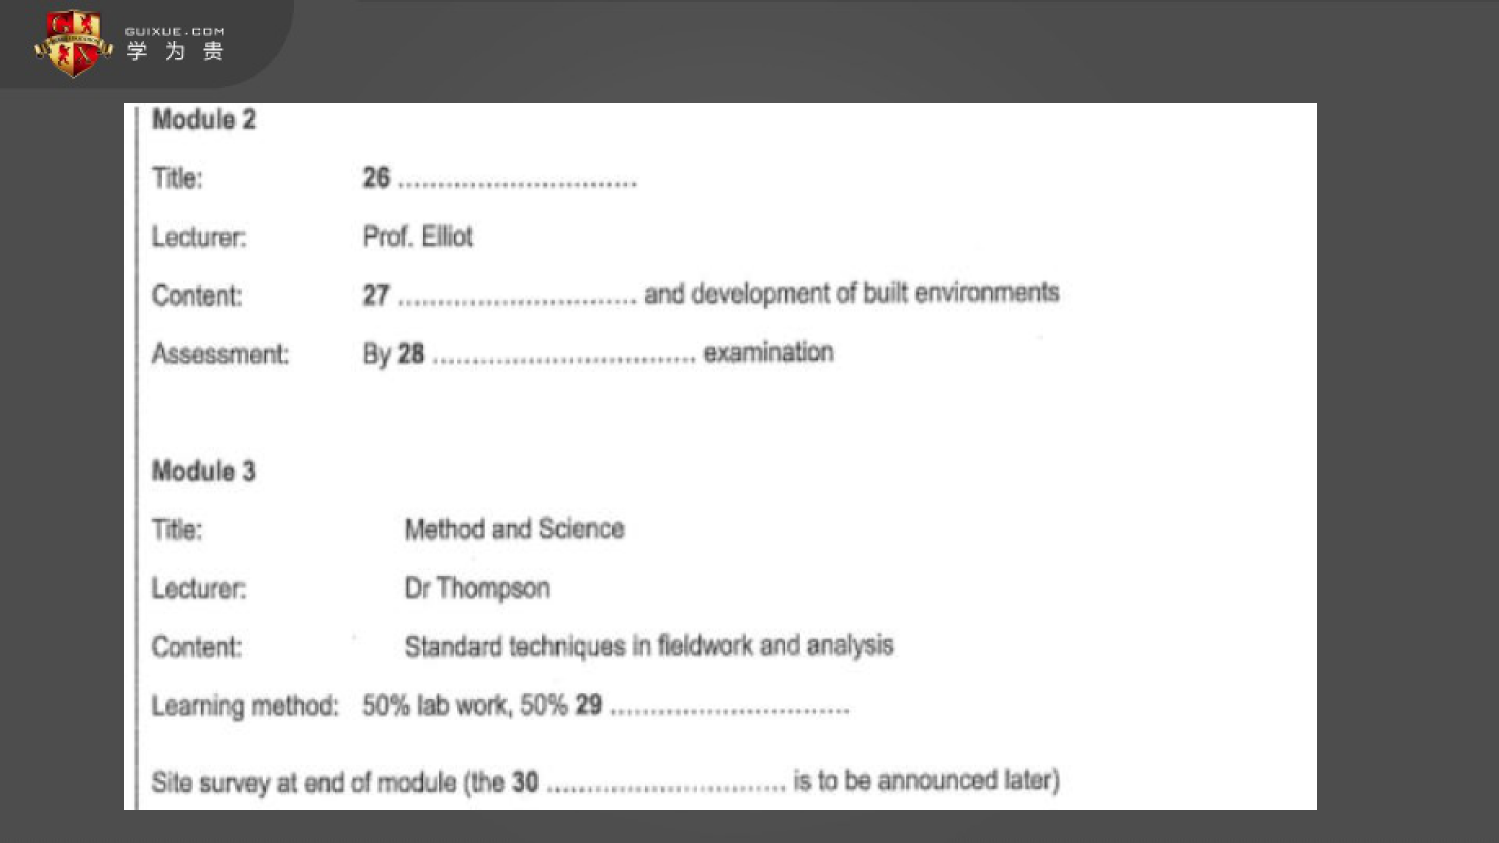 GUIXUE.COM
学为贵
Module 2
Title: 26 ..............................
Lecturer: Prof. Elliot
Content: 27 .............................. and development of built environments
Assessment: By 28 ................................. examination
Module 3
Title: Method and Science
Lecturer: Dr Thompson
Content: Standard techniques in fieldwork and analysis
Learning method: 50% lab work, 50% 29 ..............................
Site survey at end of module (the 30 .............................. is to be announced later)